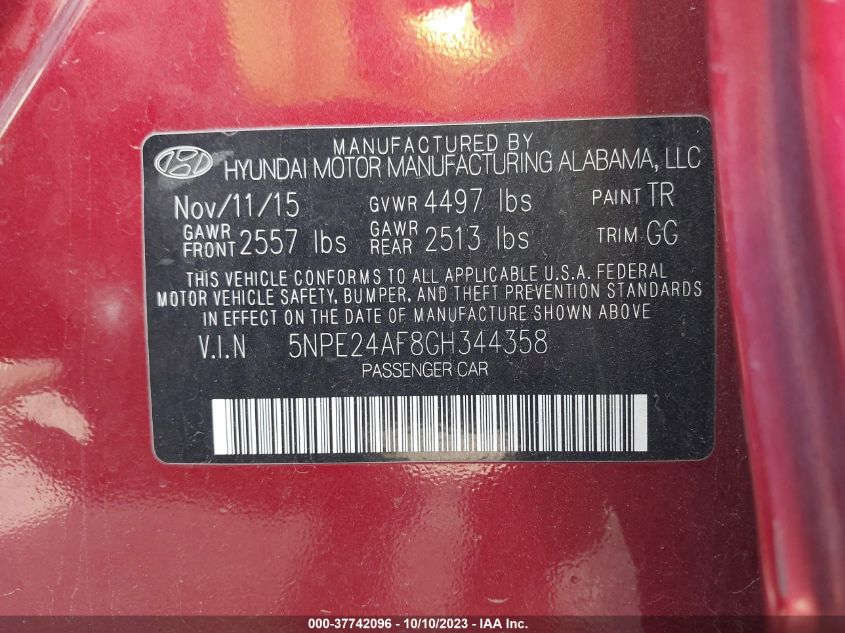 MANUFACTURED BY
HYUNDAI MOTOR MANUFACTURING ALABAMA, LLC
Nov/11/15 GVWR 4497 lbs PAINT TR
GAWR FRONT 2557 lbs GAWR REAR 2513 lbs TRIM GG
THIS VEHICLE CONFORMS TO ALL APPLICABLE U.S.A. FEDERAL
MOTOR VEHICLE SAFETY, BUMPER, AND THEFT PREVENTION STANDARDS
IN EFFECT ON THE DATE OF MANUFACTURE SHOWN ABOVE
V.I.N 5NPE24AF8GH344358
PASSENGER CAR
000-37742096 - 10/10/2023 - IAA Inc.